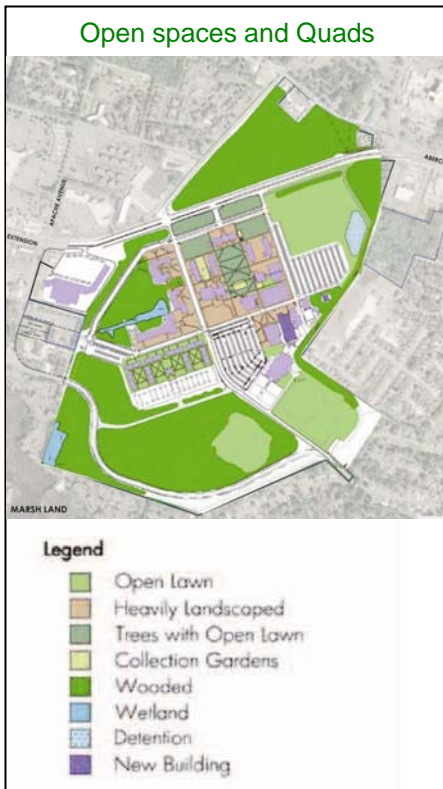 Open spaces and Quads
ABERC
APACHE AVENUE
EXTENSION
MARSH LAND
Legend
Open Lawn
Heavily Landscaped
Trees with Open Lawn
Collection Gardens
Wooded
Wetland
Detention
New Building